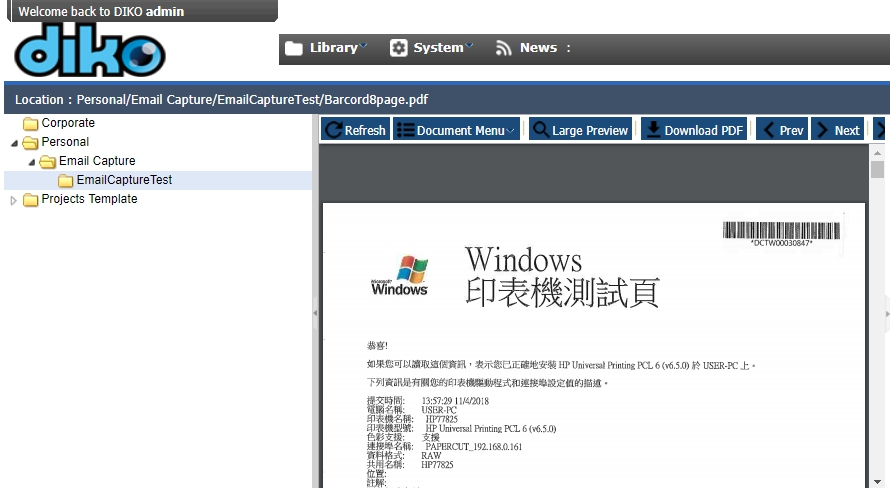 Welcome back to DIKO admin
diko
Library
System
News :
Location : Personal/Email Capture/EmailCaptureTest/Barcord8page.pdf
Corporate
Personal
Email Capture
EmailCaptureTest
Projects Template
Refresh
Document Menu
Large Preview
Download PDF
Prev
Next
*DCTW00030847*
Microsoft
Windows
Windows
印表機測試頁
恭喜!
如果您可以讀取這個資訊，表示您已正確地安裝 HP Universal Printing PCL 6 (v6.5.0) 於 USER-PC 上。
下列資訊是有關您的印表機驅動程式和連接埠設定值的描述。
提交時間: 13:57:29 11/4/2018
電腦名稱: USER-PC
印表機名稱: HP77825
印表機型號: HP Universal Printing PCL 6 (v6.5.0)
色彩支援: 支援
連接埠名稱: PAPERCUT_192.168.0.161
資料格式: RAW
共用名稱: HP77825
位置:
註解: